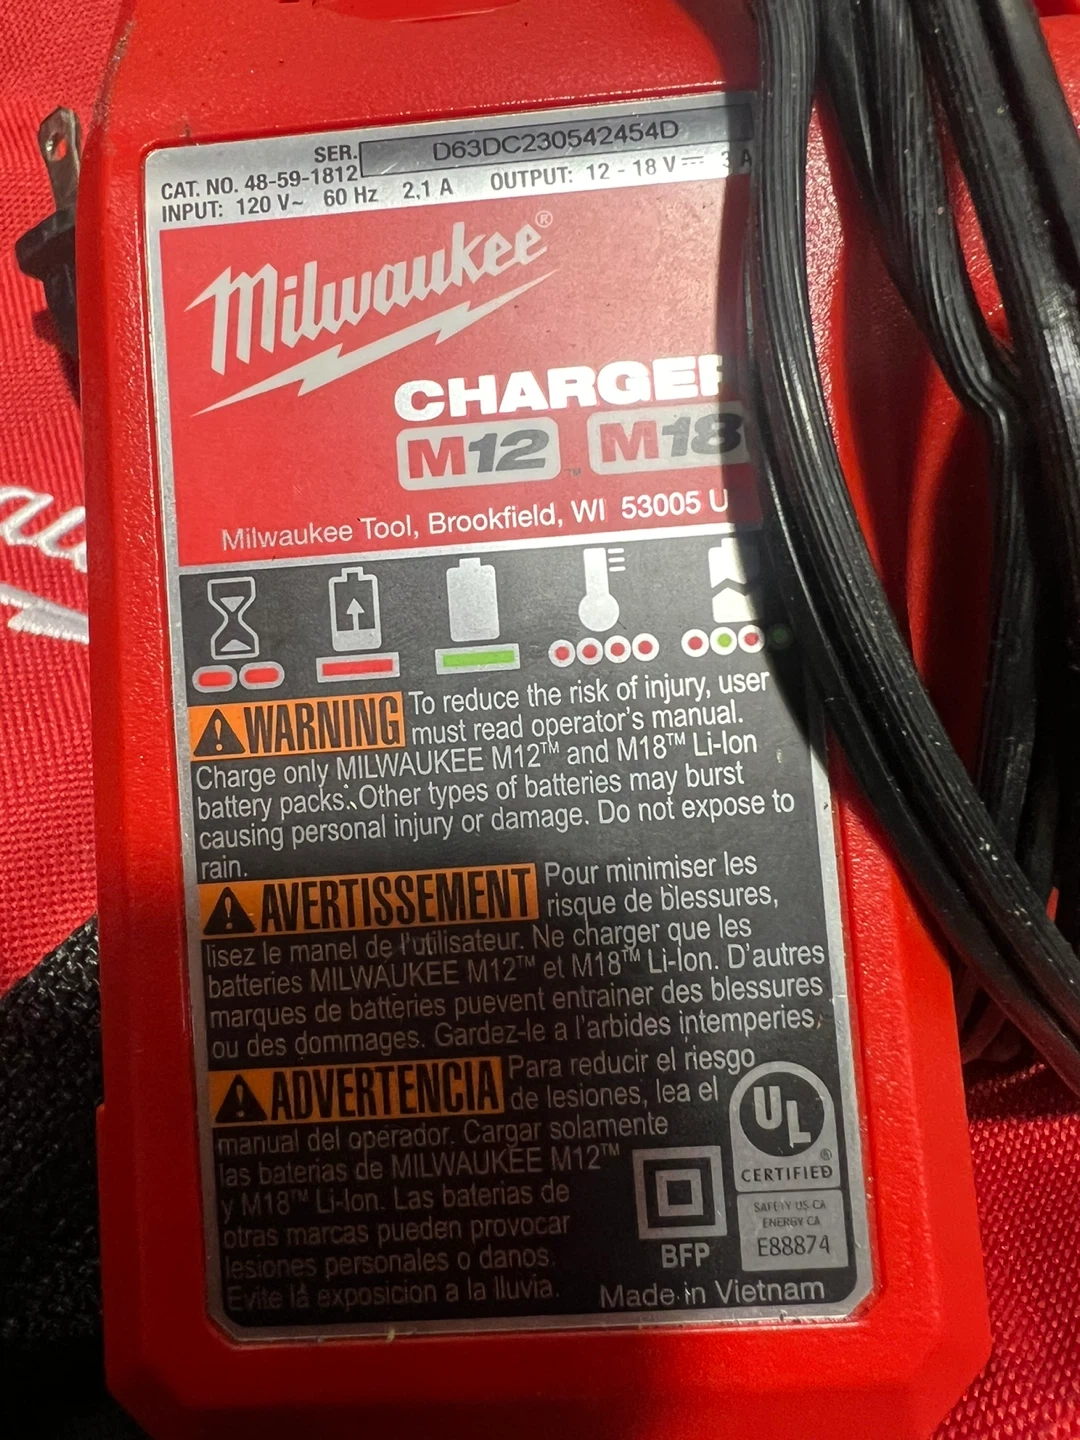 SER. D63DC230542454D
CAT. NO. 48-59-1812
INPUT: 120 V~ 60 Hz 2,1 A OUTPUT: 12 - 18 V⎓ 3 A
Milwaukee®
CHARGER
M12™ M18
Milwaukee Tool, Brookfield, WI 53005 U
WARNING To reduce the risk of injury, user
must read operator's manual.
Charge only MILWAUKEE M12™ and M18™ Li-Ion
battery packs. Other types of batteries may burst
causing personal injury or damage. Do not expose to
rain.
AVERTISSEMENT Pour minimiser les
risque de blessures,
lisez le manel de l'utilisateur. Ne charger que les
batteries MILWAUKEE M12™ et M18™ Li-Ion. D'autres
marques de batteries puevent entrainer des blessures
ou des dommages. Gardez-le a l'arbides intemperies.
ADVERTENCIA Para reducir el riesgo
de lesiones, lea el
manual del operador. Cargar solamente
las baterias de MILWAUKEE M12™
y M18™ Li-Ion. Las baterias de
otras marcas pueden provocar
lesiones personales o danos.
Evite la exposicion a la lluvia.
BFP
UL
®
CERTIFIED
SAFETY US-CA
ENERGY CA
E88874
Made in Vietnam